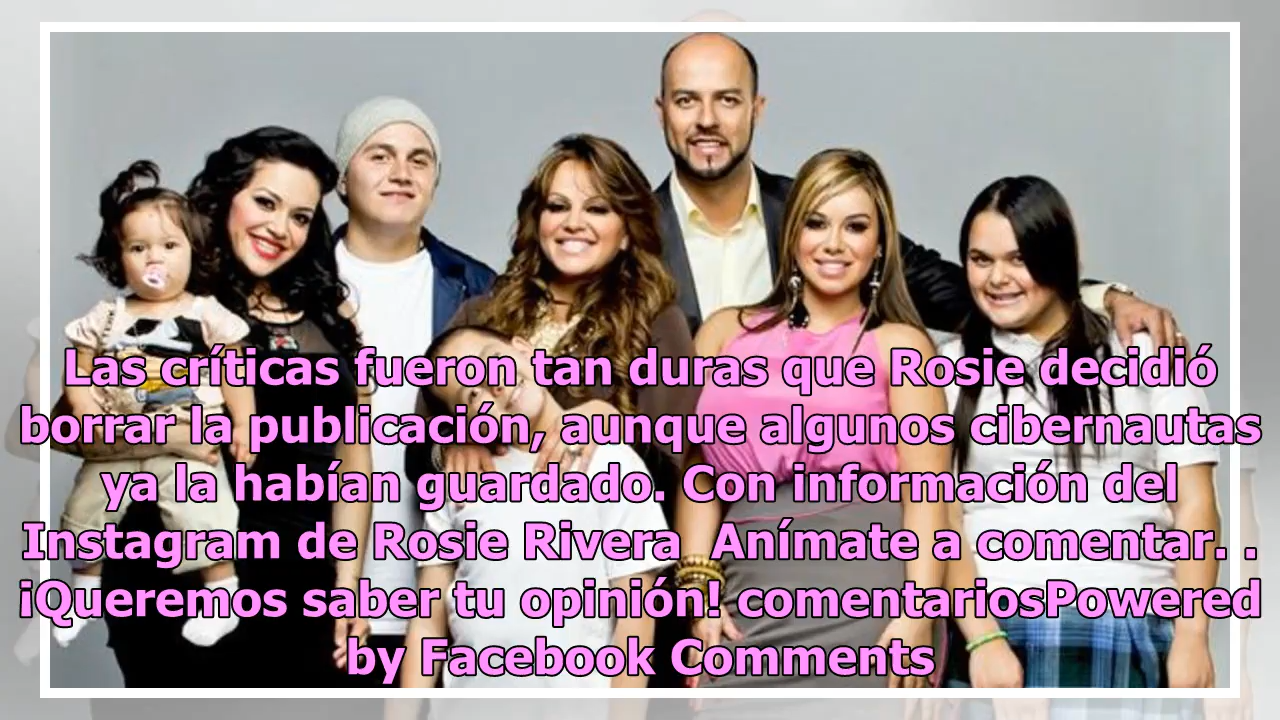 Las críticas fueron tan duras que Rosie decidió
borrar la publicación, aunque algunos cibernautas
ya la habían guardado. Con información del
Instagram de Rosie Rivera  Anímate a comentar. .
¡Queremos saber tu opinión! comentariosPowered
by Facebook Comments